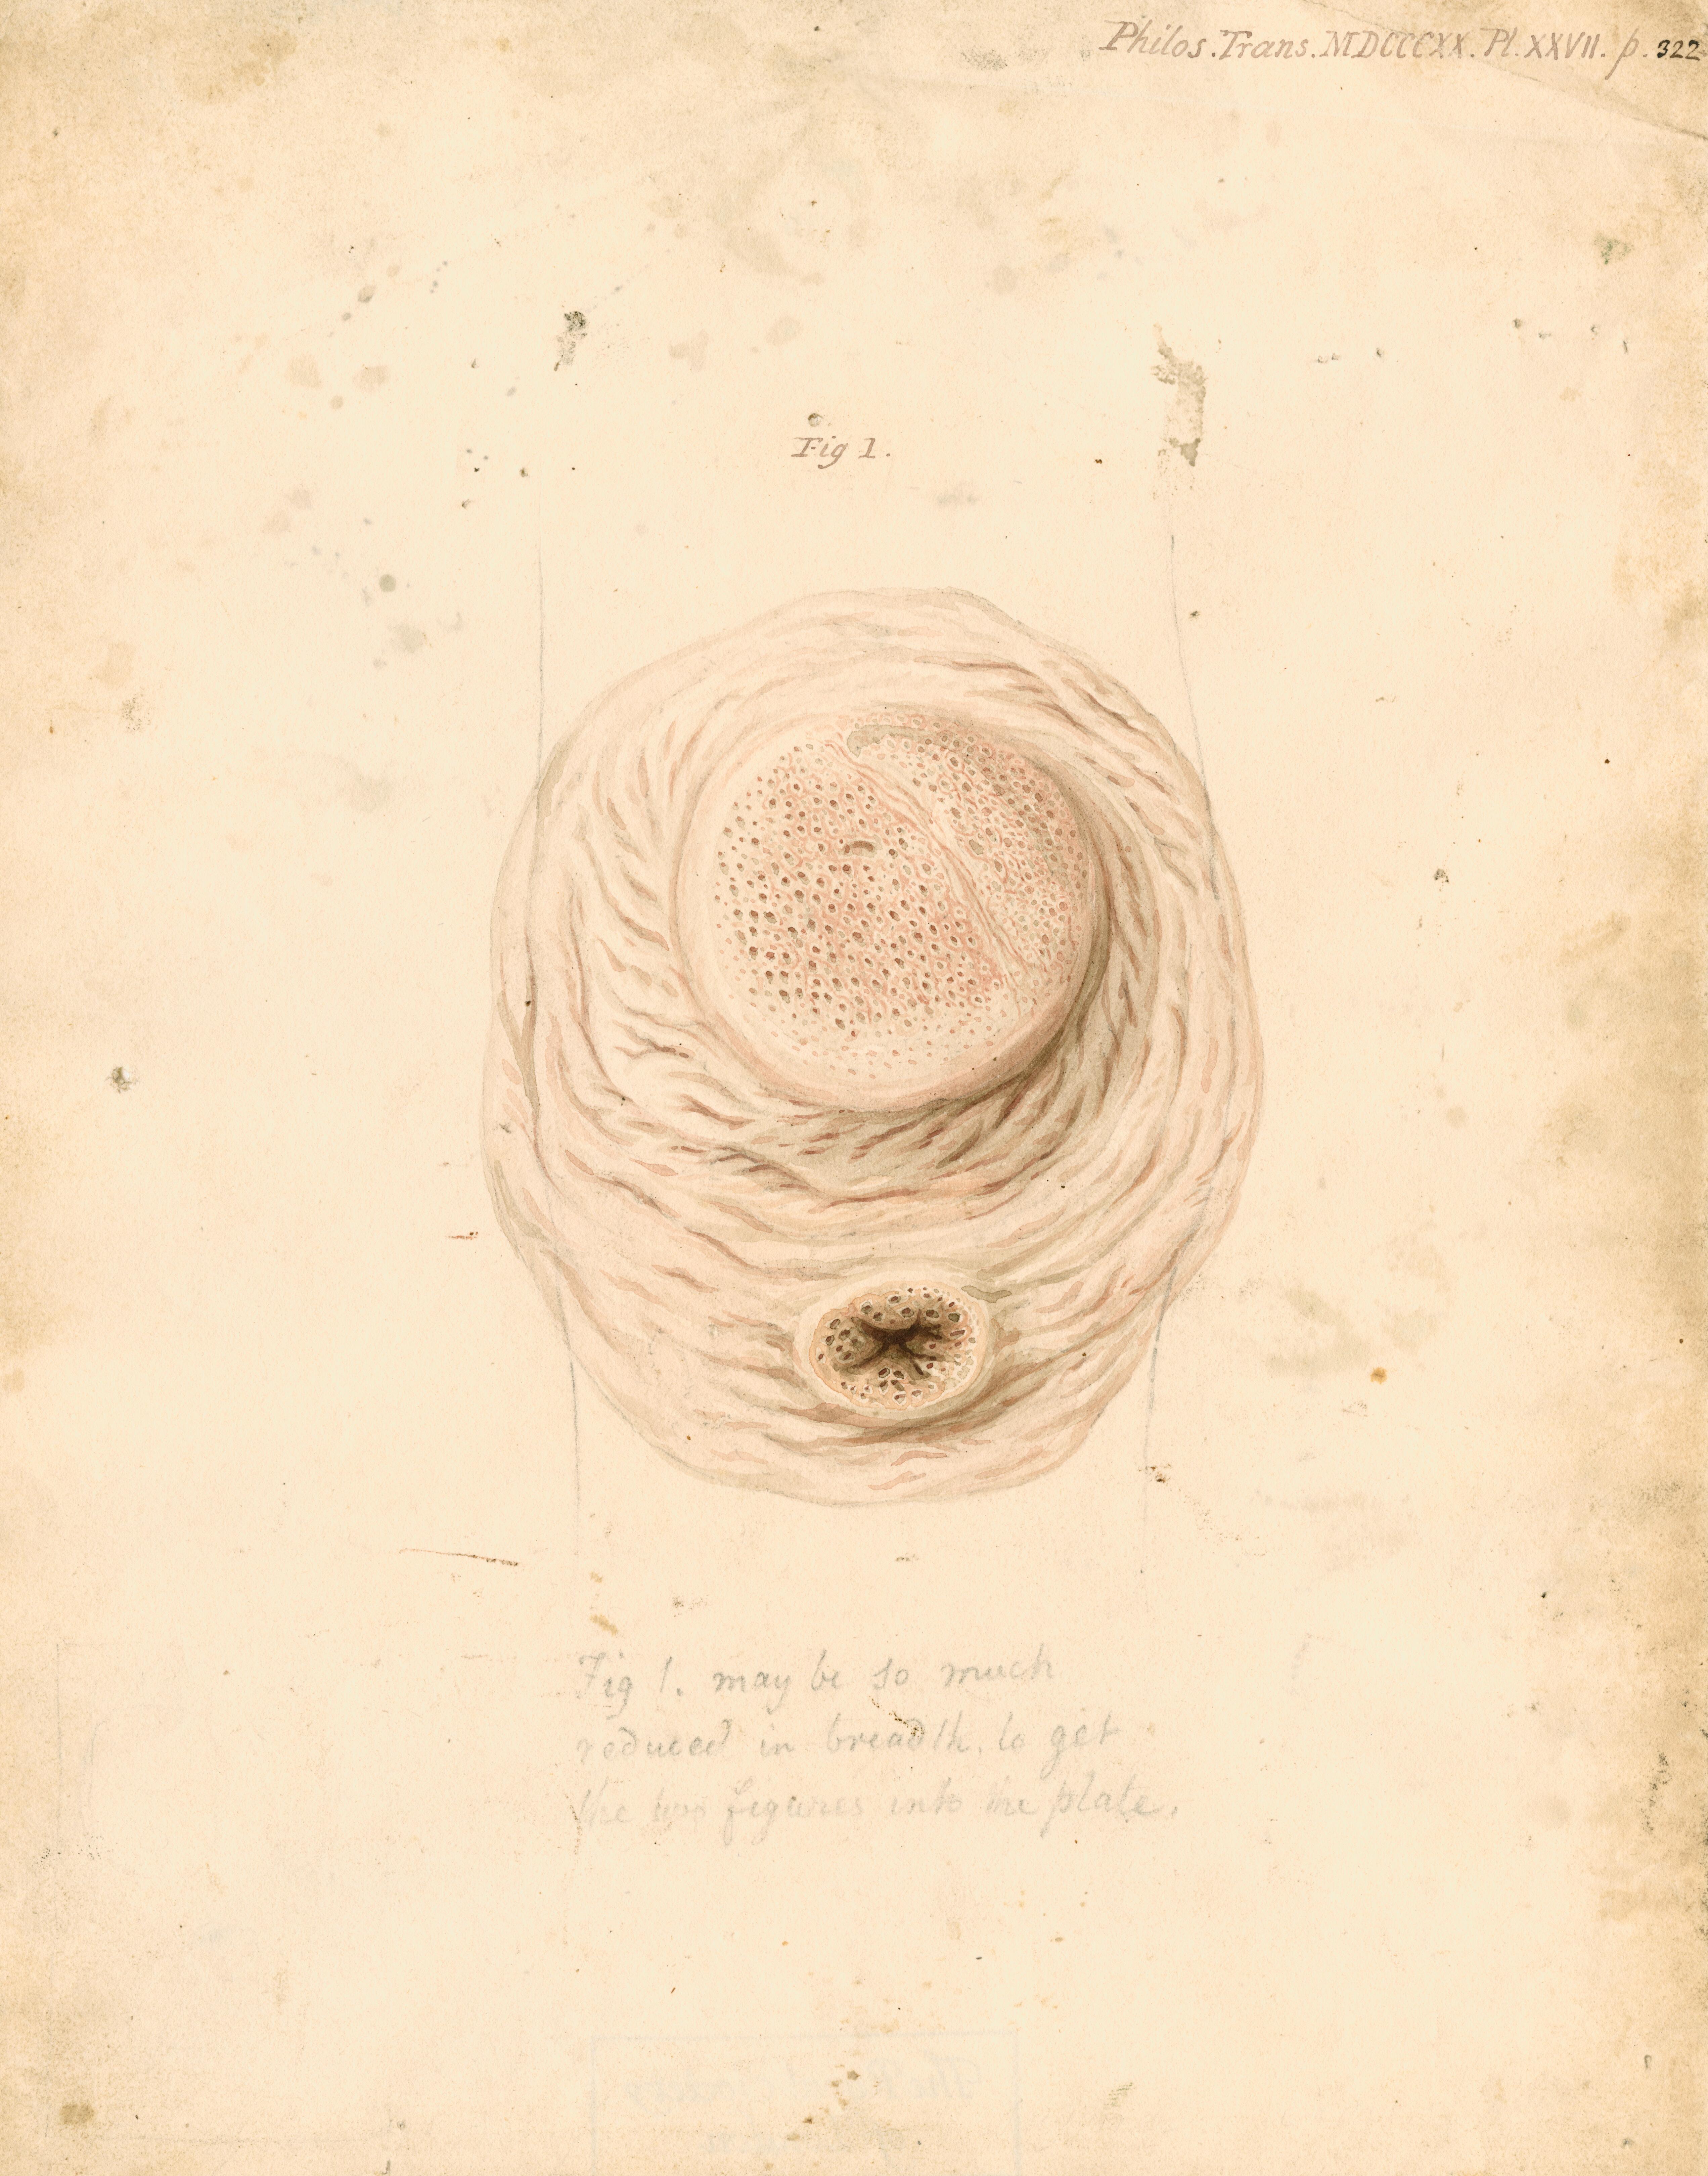 Philos. Trans. MDCCCXX. Pl. XXVII. p. 322
Fig 1.
Fig 1. may be so much
reduced in breadth, to get
the two figures into the plate.